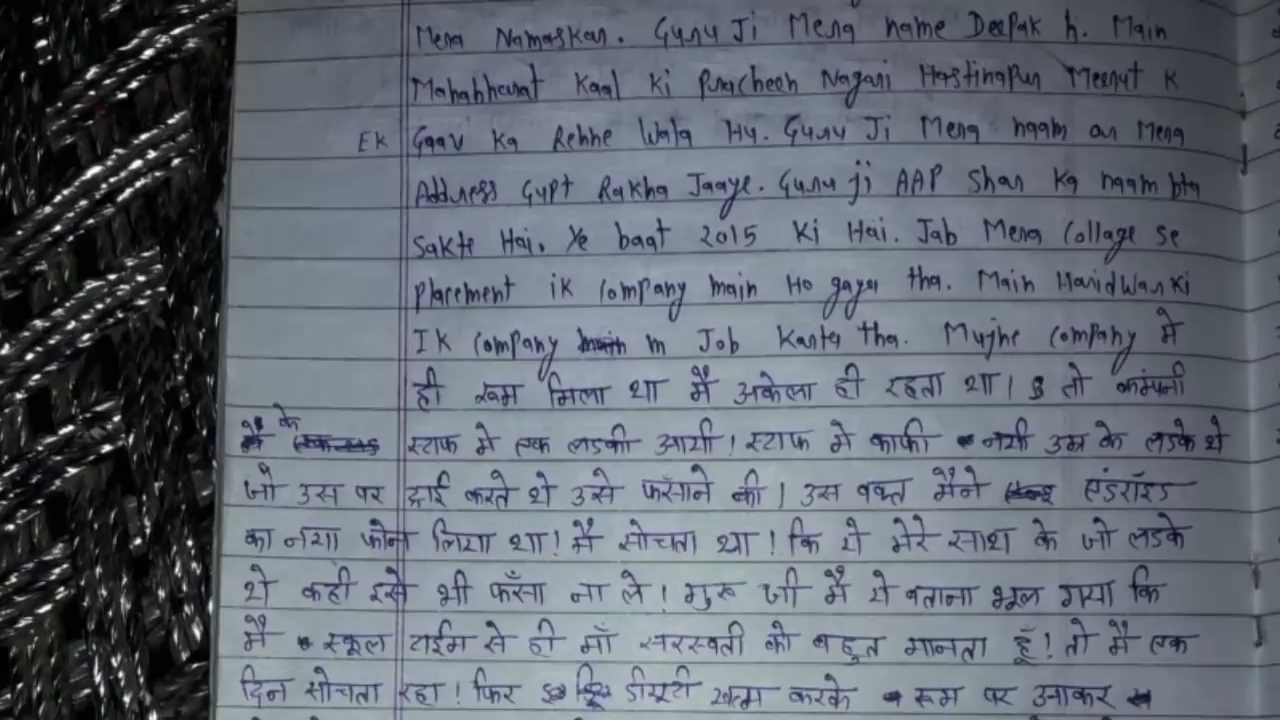 Mera Namaskar. Guru Ji Mera name Deepak h. Main
Mahabharat Kaal Ki Pracheen Nagari Hastinapur Meerut K
EK Gaav Ka Rehne Wala Hu. Guru Ji Mera naam or Mera
Address Gupt Rakha Jaaye. Guru ji AAP Shar Ka naam bta
Sakte Hai. Ye baat 2015 Ki Hai. Jab Mera Collage se
placement ik Company main Ho gaya tha. Main Haridwar Ki
IK Company m Job Karta tha. Mujhe Company मे
ही रूम मिला था मैं अकेला ही रहता था। तो कम्पनी
के स्टाफ मे एक लडकी आयी! स्टाफ मे काफी नयी उम्र के लडके थे
जो उस पर ट्राई करते थे उसे फँसाने की। उस वक्त मैंने एंडरॉइड
का नया फोन लिया था! मैं सोचता था! कि ये मेरे साथ के जो लडके
थे कही इसे भी फँसा ना ले! गुरू जी मैं ये बताना भूल गया कि
मैं स्कूल टाईम से ही माँ सरस्वती को बहुत मानता हूँ! तो मैं एक
दिन सोचता रहा! फिर डीयूटी खत्म करके रूम पर आकर